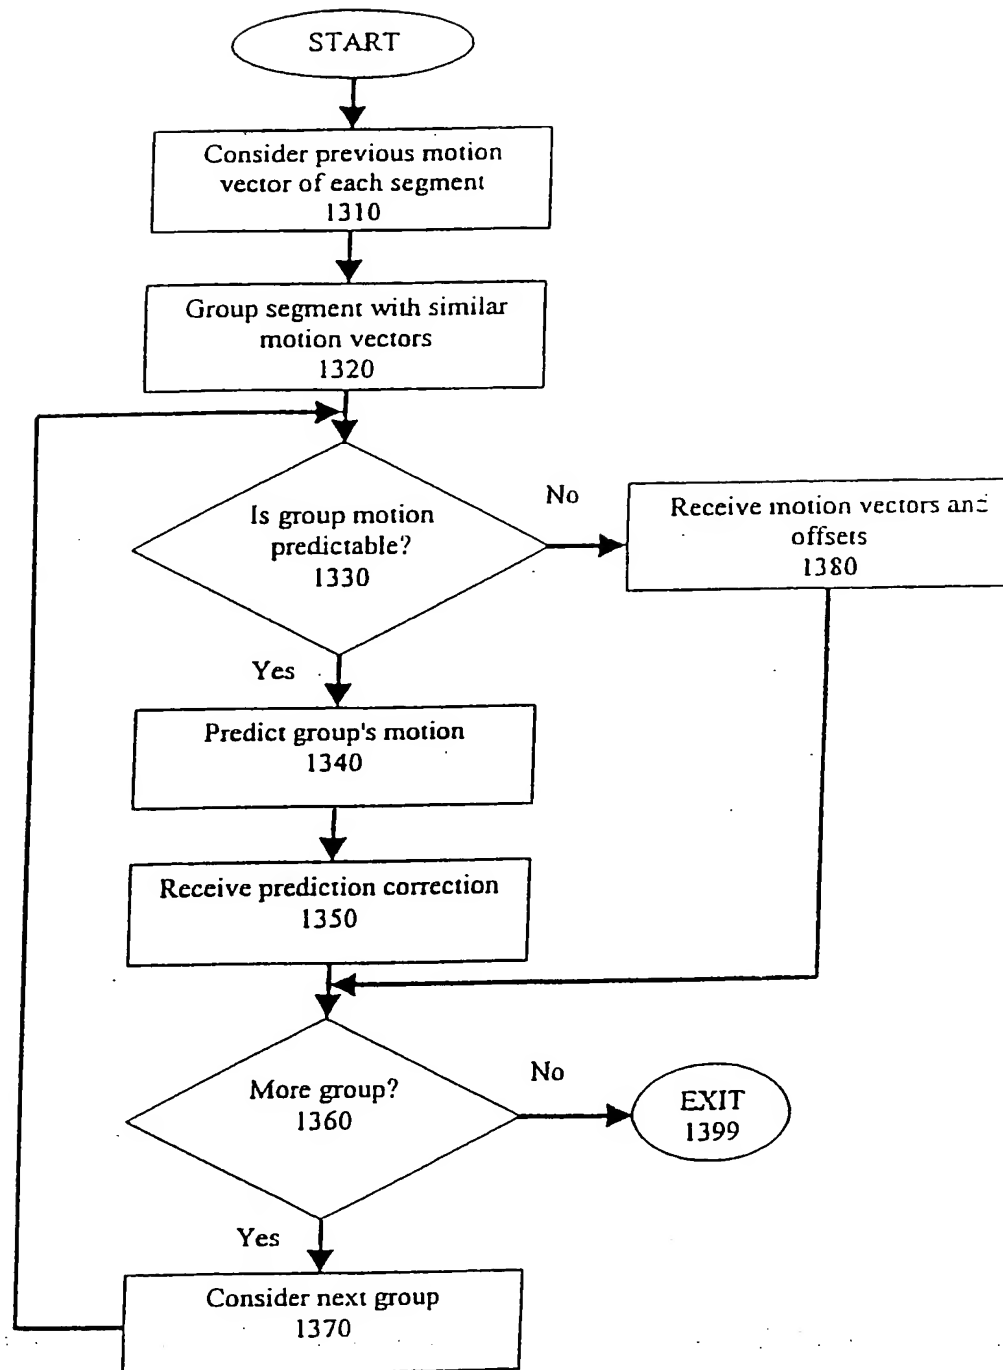 START
Consider previous motion
vector of each segment
1310
Group segment with similar
motion vectors
1320
Is group motion
predictable?
1330
No
Receive motion vectors and
offsets
1380
Yes
Predict group's motion
1340
Receive prediction correction
1350
More group?
1360
No
EXIT
1399
Yes
Consider next group
1370